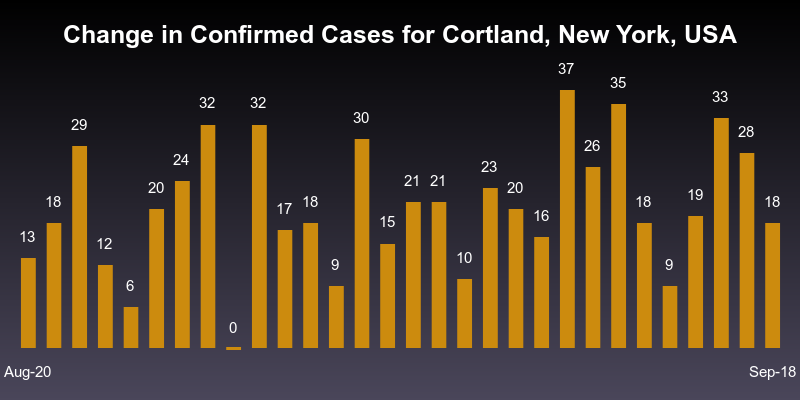 Change in Confirmed Cases for Cortland, New York, USA
13 18 29 12 6 20 24 32 0 32 17 18 9 30 15 21 21 10 23 20 16 37 26 35 18 9 19 33 28 18
Aug-20 Sep-18